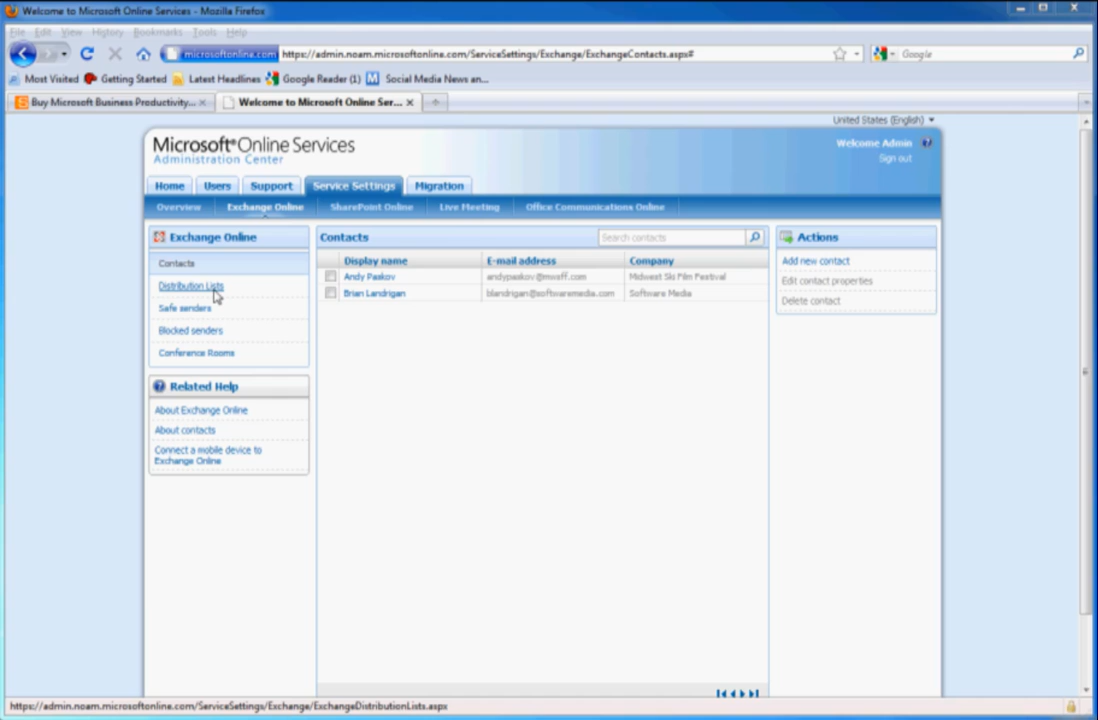 Welcome to Microsoft Online Services - Mozilla Firefox
File Edit View History Bookmarks Tools Help
microsoftonline.com https://admin.noam.microsoftonline.com/ServiceSettings/Exchange/ExchangeContacts.aspx# Google
Most Visited Getting Started Latest Headlines Google Reader (1) Social Media News an...
Buy Microsoft Business Productivity... Welcome to Microsoft Online Ser...
United States (English)
Microsoft® Online Services
Administration Center
Welcome Admin
Sign out
Home Users Support Service Settings Migration
Overview Exchange Online SharePoint Online Live Meeting Office Communications Online
Exchange Online
Contacts
Distribution Lists
Safe senders
Blocked senders
Conference Rooms
Related Help
About Exchange Online
About contacts
Connect a mobile device to
Exchange Online
Contacts Search contacts
Display name E-mail address Company
Andy Paskov andypaskov@mwsff.com Midwest Ski Film Festival
Brian Landrigan blandrigan@softwaremedia.com Software Media
Actions
Add new contact
Edit contact properties
Delete contact
https://admin.noam.microsoftonline.com/ServiceSettings/Exchange/ExchangeDistributionLists.aspx